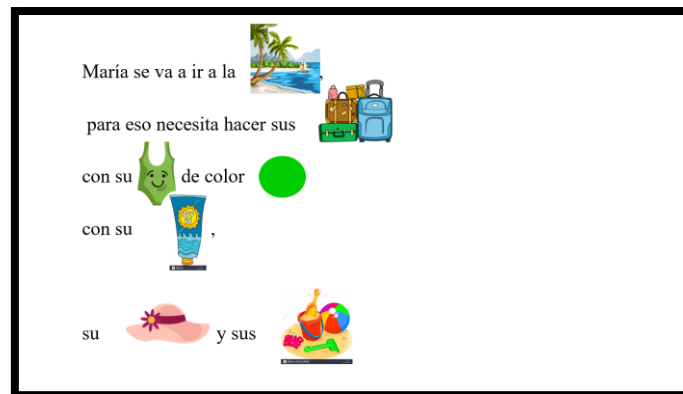 María se va a ir a la ,
para eso necesita hacer sus
con su de color
con su ,
su y sus